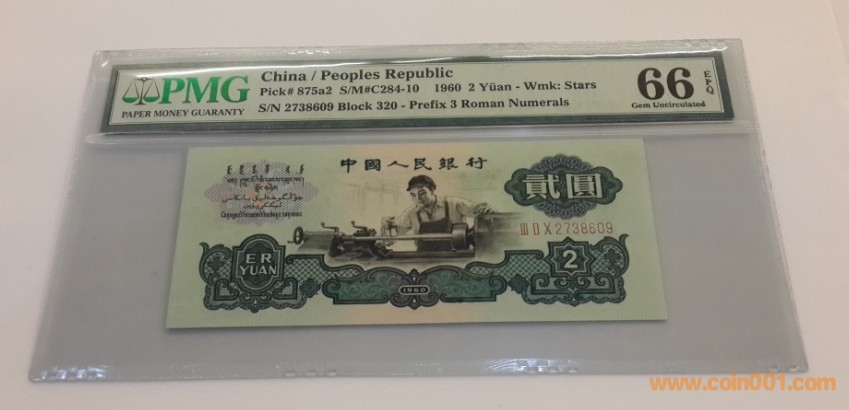 PMG
PAPER MONEY GUARANTY
China / Peoples Republic
Pick# 875a2 S/M#C284-10 1960 2 Yüan - Wmk: Stars
S/N 2738609 Block 320 - Prefix 3 Roman Numerals
66 EPQ
Gem Uncirculated
中國人民銀行
貳圓
III II X 2738609
ER
YUAN
2
1960
www.coin001.com